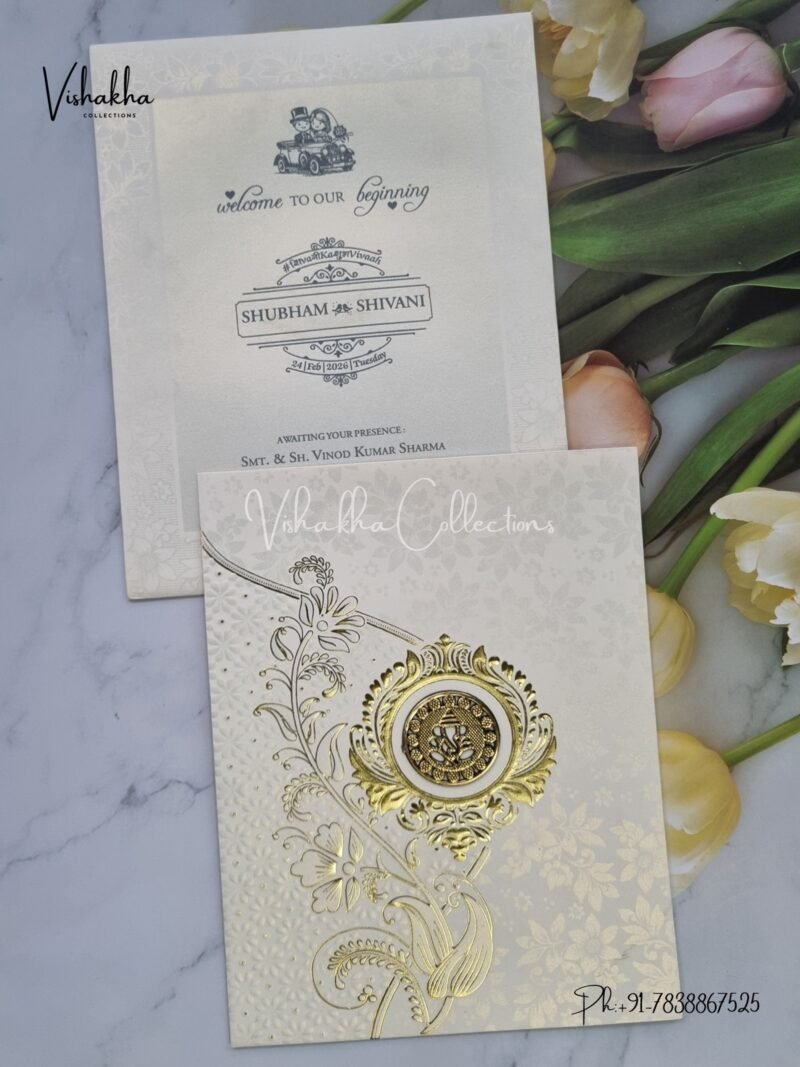 Vishakha
COLLECTIONS
welcome TO OUR beginning
SHUBHAM SHIVANI
24|Feb|2026|Tuesday
AWAITING YOUR PRESENCE :
SMT. & SH. VINOD KUMAR SHARMA
Vishakha Collections
Ph:+91-7838867525